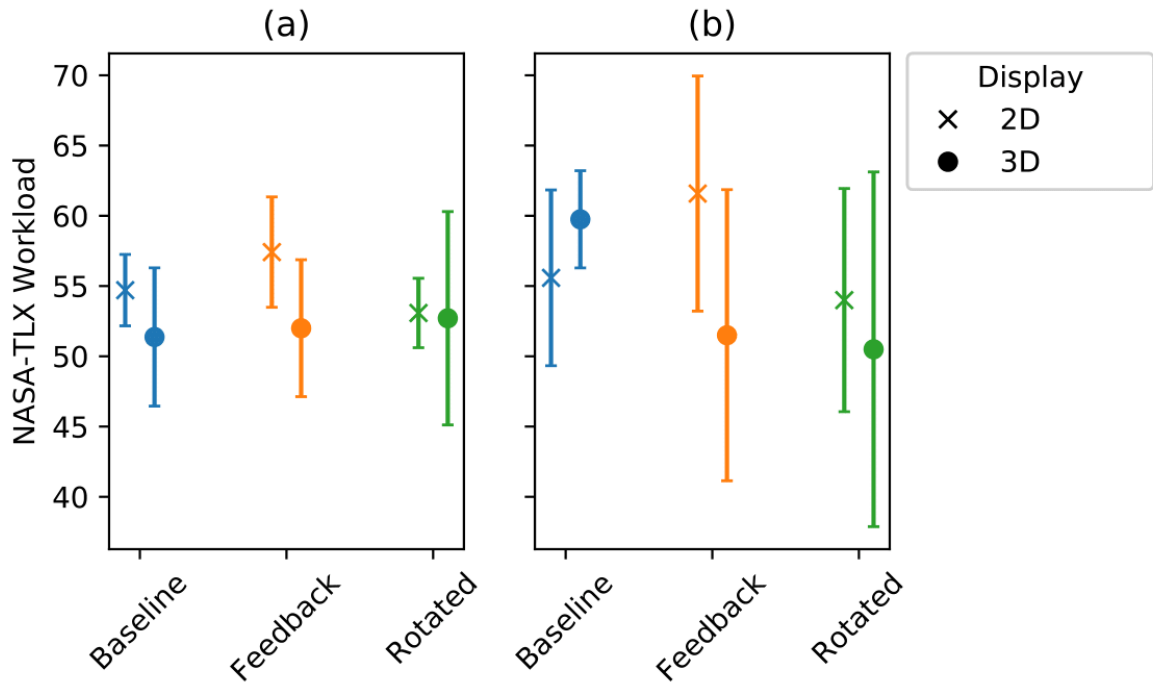 (a)
(b)
NASA-TLX Workload
70
65
60
55
50
45
40
Baseline
Feedback
Rotated
Baseline
Feedback
Rotated
Display
2D
3D